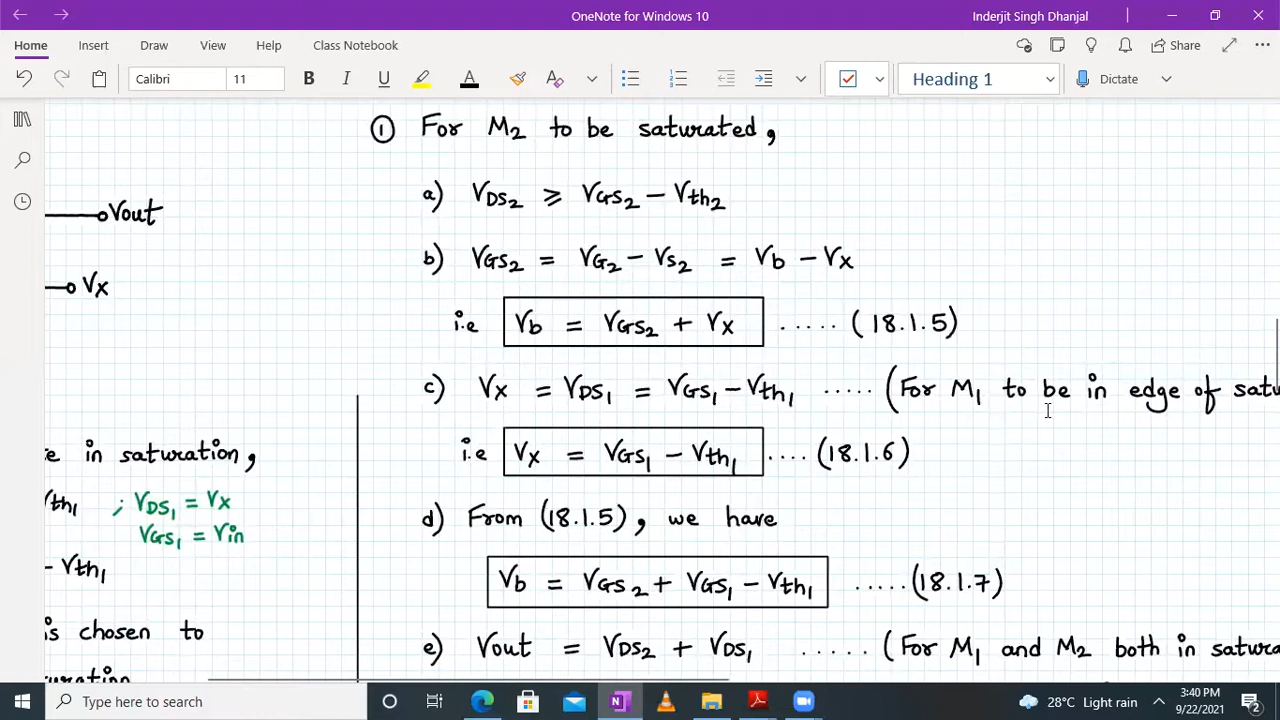 OneNote for Windows 10
Inderjit Singh Dhanjal
Home Insert Draw View Help Class Notebook
Share
Calibri 11 B I U A A Heading 1 Dictate
Vout
Vx
e in saturation,
Vth1 ; VDS1 = Vx
VGS1 = Vin
- Vth1
is chosen to
uration
① For M2 to be saturated,
a) VDS2 ⩾ VGS2 - Vth2
b) VGS2 = VG2 - VS2 = Vb - Vx
i.e Vb = VGS2 + Vx ..... (18.1.5)
c) Vx = VDS1 = VGS1 - Vth1 ..... (For M1 to be in edge of satu
i.e Vx = VGS1 - Vth1 .... (18.1.6)
d) From (18.1.5), we have
Vb = VGS2 + VGS1 - Vth1 ..... (18.1.7)
e) Vout = VDS2 + VDS1 ..... (For M1 and M2 both in satura
Type here to search
28°C Light rain
3:40 PM
9/22/2021
2